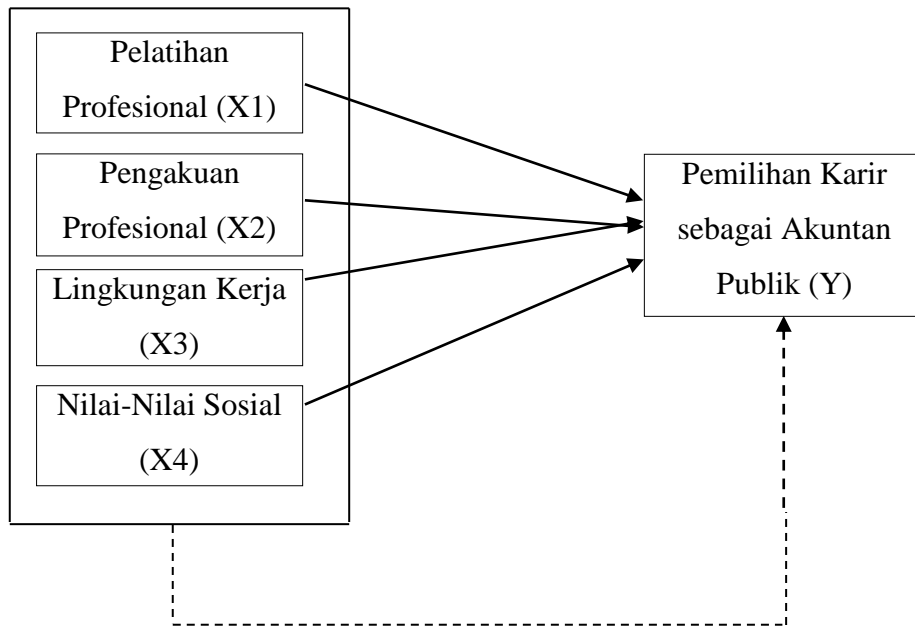 Pelatihan
Profesional (X1)
Pengakuan
Profesional (X2)
Lingkungan Kerja
(X3)
Nilai-Nilai Sosial
(X4)
Pemilihan Karir
sebagai Akuntan
Publik (Y)